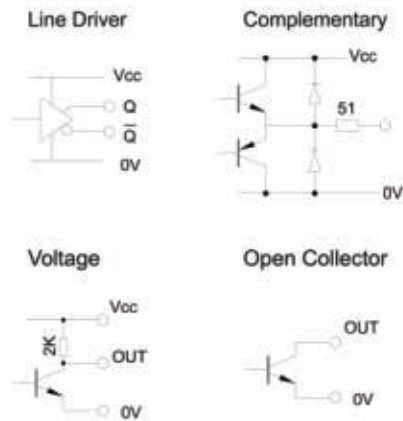 Line Driver
Vcc
Q
Q̅
0V
Complementary
Vcc
51
0V
Voltage
Vcc
2K
OUT
0V
Open Collector
OUT
0V